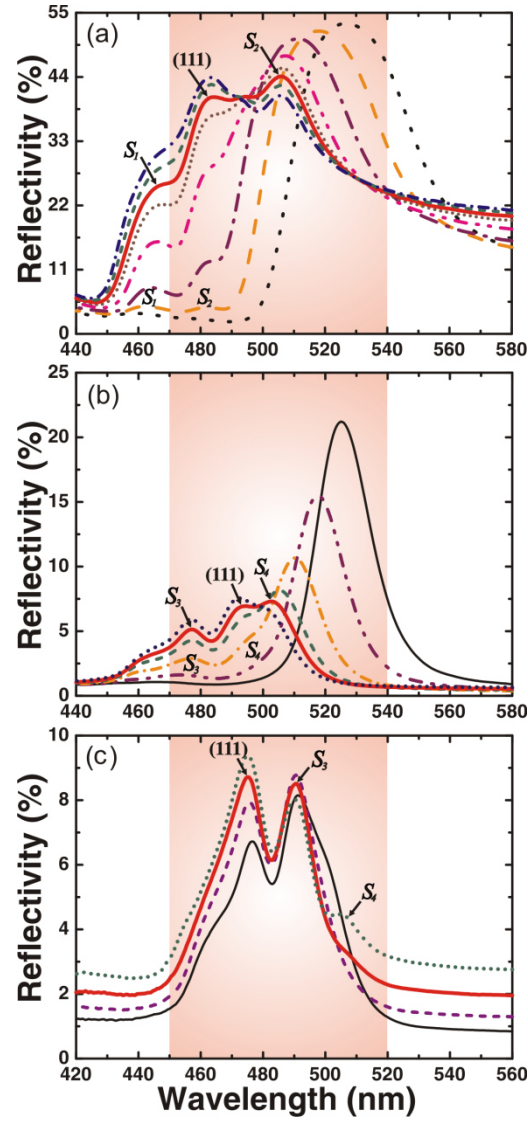 (a)
Reflectivity (%)
55
44
33
22
11
0
S1
(111)
S2
S1
S2
440 460 480 500 520 540 560 580
(b)
Reflectivity (%)
25
20
15
10
5
0
S3
(111)
S4
S3
S4
440 460 480 500 520 540 560 580
(c)
Reflectivity (%)
10
8
6
4
2
0
(111)
S3
S4
420 440 460 480 500 520 540 560
Wavelength (nm)